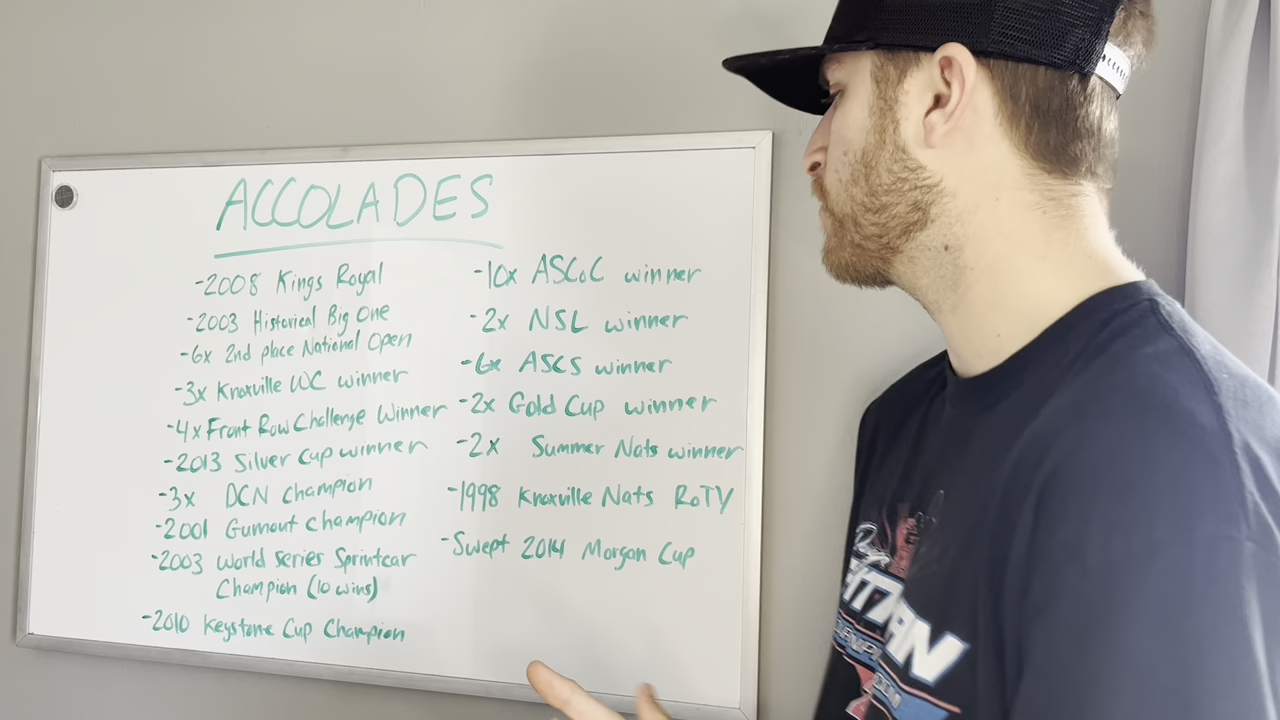 ACCOLADES
-2008 Kings Royal
-2003 Historical Big One
-6x 2nd place National Open
-3x Knoxville WC winner
-4x Front Row Challenge Winner
-2013 Silver Cup winner
-3x DCN Champion
-2001 Gumout Champion
-2003 World series Sprintcar
Champion (10 wins)
-2010 Keystone Cup Champion
-10x ASCoC winner
-2x NSL winner
-6x ASCS winner
-2x Gold Cup winner
-2x Summer Nats winner
-1998 Knoxville Nats RoTY
-Swept 2014 Morgan Cup